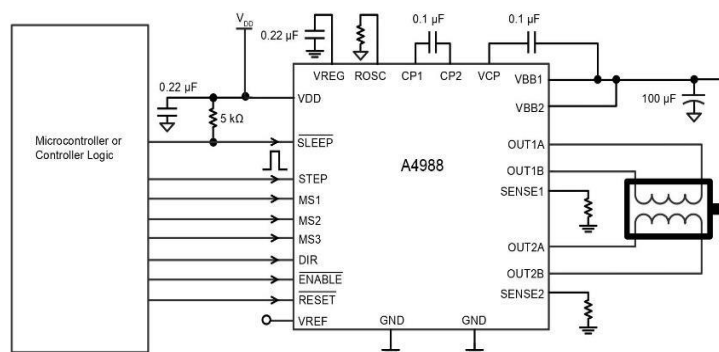 VDD
0.22 µF
0.1 µF
0.1 µF
VREG
ROSC
CP1
CP2
VCP
0.22 µF
VDD
5 kΩ
VBB1
VBB2
100 µF
Microcontroller or
Controller Logic
SLEEP
A4988
OUT1A
OUT1B
STEP
SENSE1
MS1
MS2
MS3
OUT2A
DIR
OUT2B
ENABLE
SENSE2
RESET
VREF
GND
GND